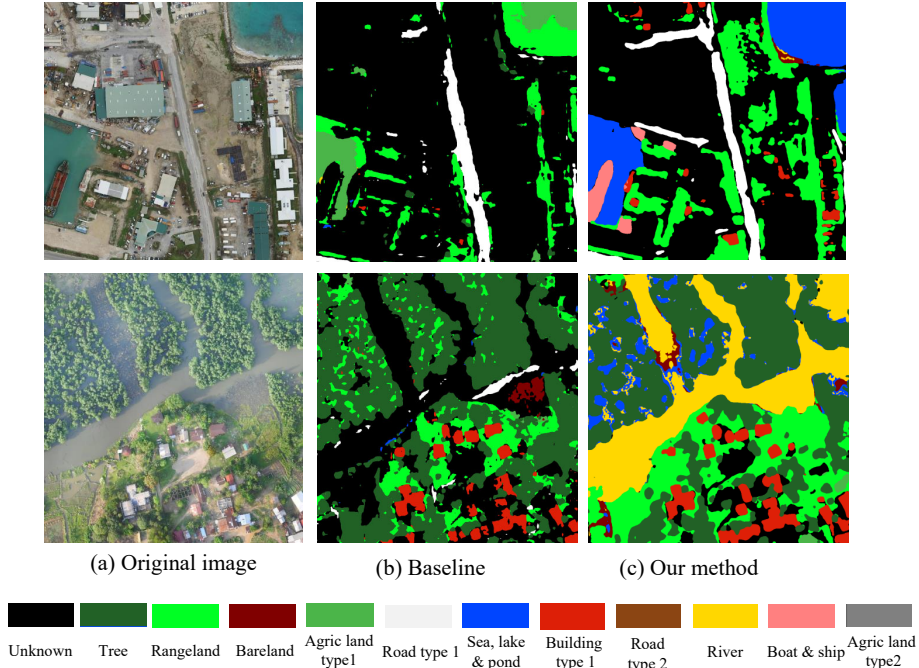 (a) Original image
(b) Baseline
(c) Our method
Unknown
Tree
Rangeland
Bareland
Agric land
type1
Road type 1
Sea, lake
& pond
Building
type 1
Road
type 2
River
Boat & ship
Agric land
type2